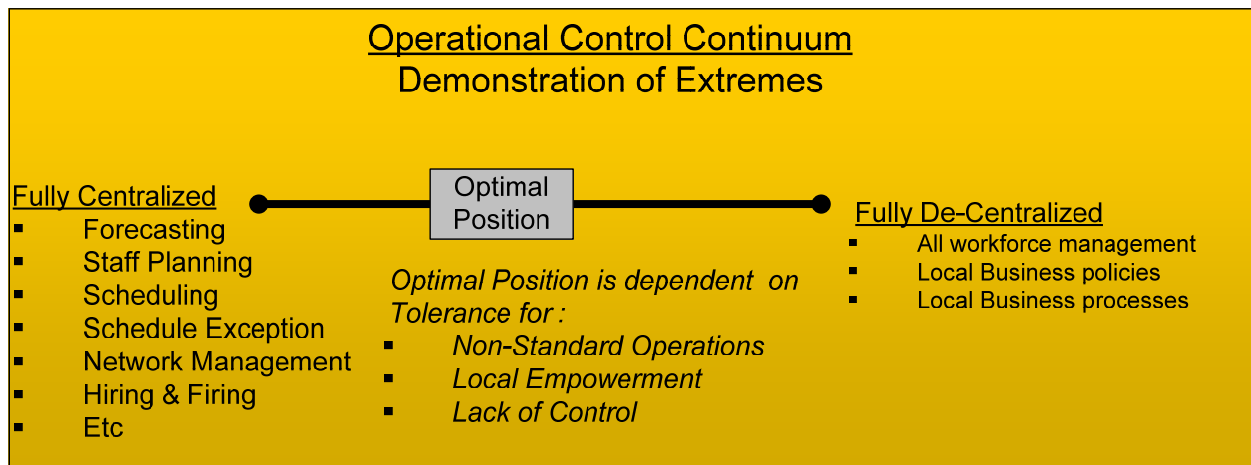 Operational Control Continuum
Demonstration of Extremes
Fully Centralized
▪ Forecasting
▪ Staff Planning
▪ Scheduling
▪ Schedule Exception
▪ Network Management
▪ Hiring & Firing
▪ Etc
Optimal
Position
Optimal Position is dependent on
Tolerance for :
▪ Non-Standard Operations
▪ Local Empowerment
▪ Lack of Control
Fully De-Centralized
▪ All workforce management
▪ Local Business policies
▪ Local Business processes